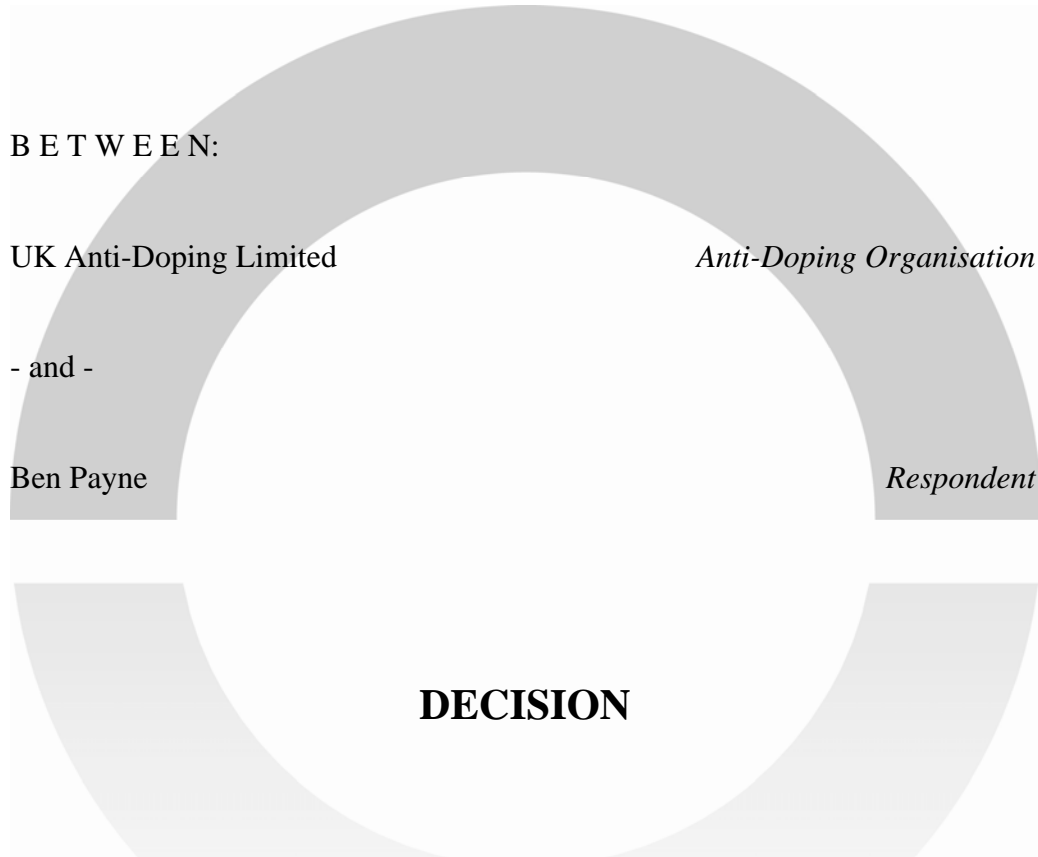 B E T W E E N:
UK Anti-Doping Limited Anti-Doping Organisation
- and -
Ben Payne Respondent
DECISION